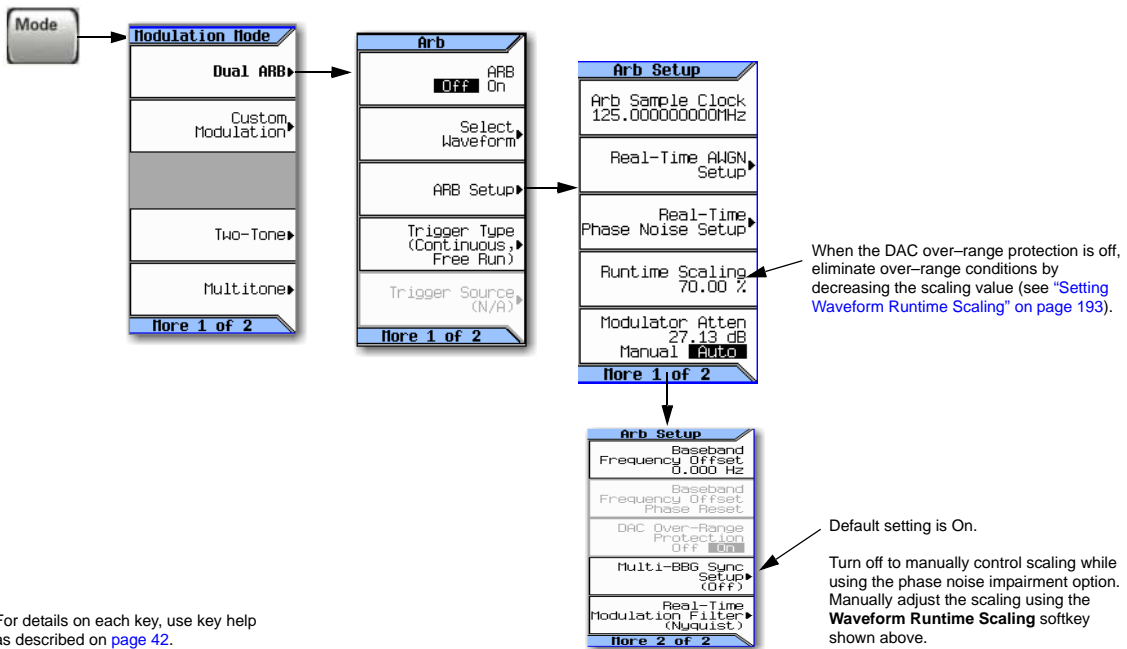 Mode
Modulation Mode
Dual ARB
Custom
Modulation
Two-Tone
Multitone
More 1 of 2
Arb
ARB
Off On
Select
Waveform
ARB Setup
Trigger Type
(Continuous,
Free Run)
Trigger Source
(N/A)
More 1 of 2
Arb Setup
Arb Sample Clock
125.000000000MHz
Real-Time AWGN
Setup
Real-Time
Phase Noise Setup
Runtime Scaling
70.00 %
Modulator Atten
27.13 dB
Manual Auto
More 1 of 2
When the DAC over–range protection is off,
eliminate over–range conditions by
decreasing the scaling value (see “Setting
Waveform Runtime Scaling” on page 193).
Arb Setup
Baseband
Frequency Offset
0.000 Hz
Baseband
Frequency Offset
Phase Reset
DAC Over-Range
Protection
Off On
Multi-BBG Sync
Setup
(Off)
Real-Time
Modulation Filter
(Nyquist)
More 2 of 2
Default setting is On.
Turn off to manually control scaling while
using the phase noise impairment option.
Manually adjust the scaling using the
Waveform Runtime Scaling softkey
shown above.
For details on each key, use key help
as described on page 42.